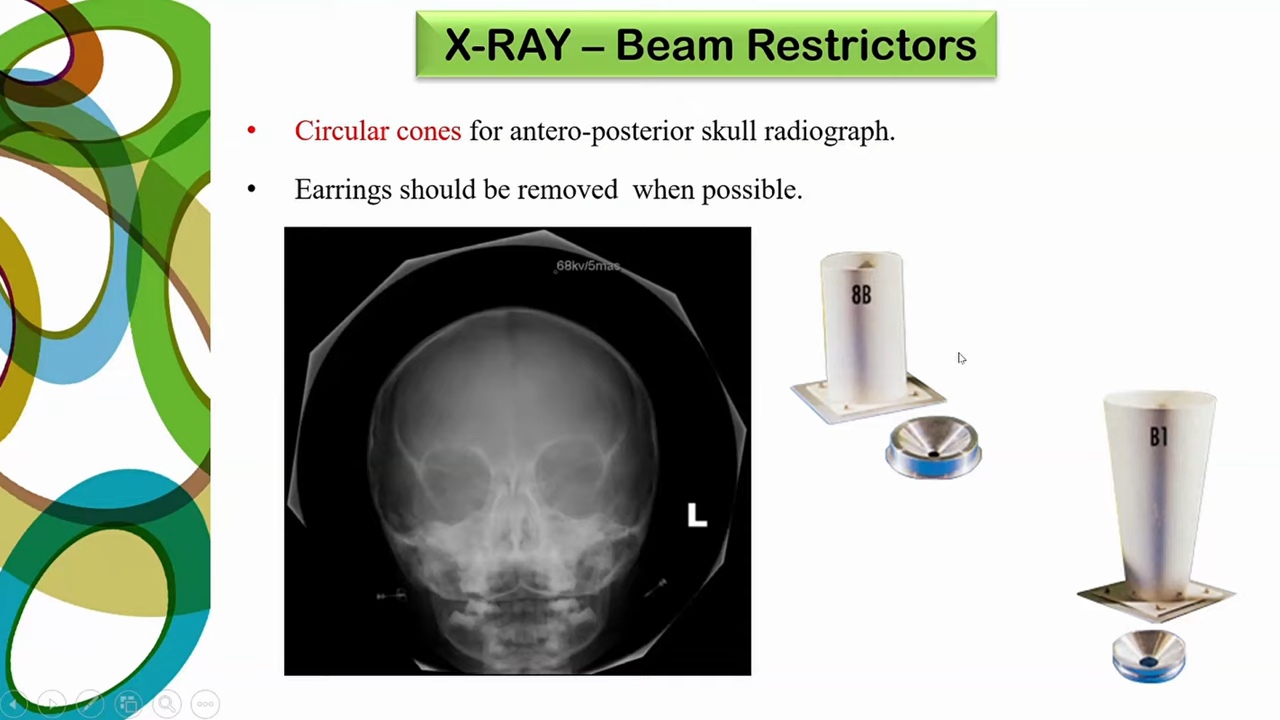 X-RAY – Beam Restrictors
• Circular cones for antero-posterior skull radiograph.
• Earrings should be removed when possible.
68kv/5mac
8B
L
B1